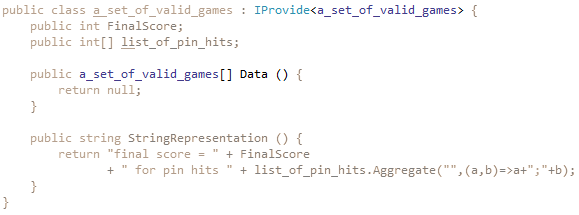 public class a_set_of_valid_games : IProvide<a_set_of_valid_games> {
    public int FinalScore;
    public int[] list_of_pin_hits;

    public a_set_of_valid_games[] Data () {
        return null;
    }

    public string StringRepresentation () {
        return "final score = " + FinalScore
               + " for pin hits " + list_of_pin_hits.Aggregate("",(a,b)=>a+";"+b);
    }
}